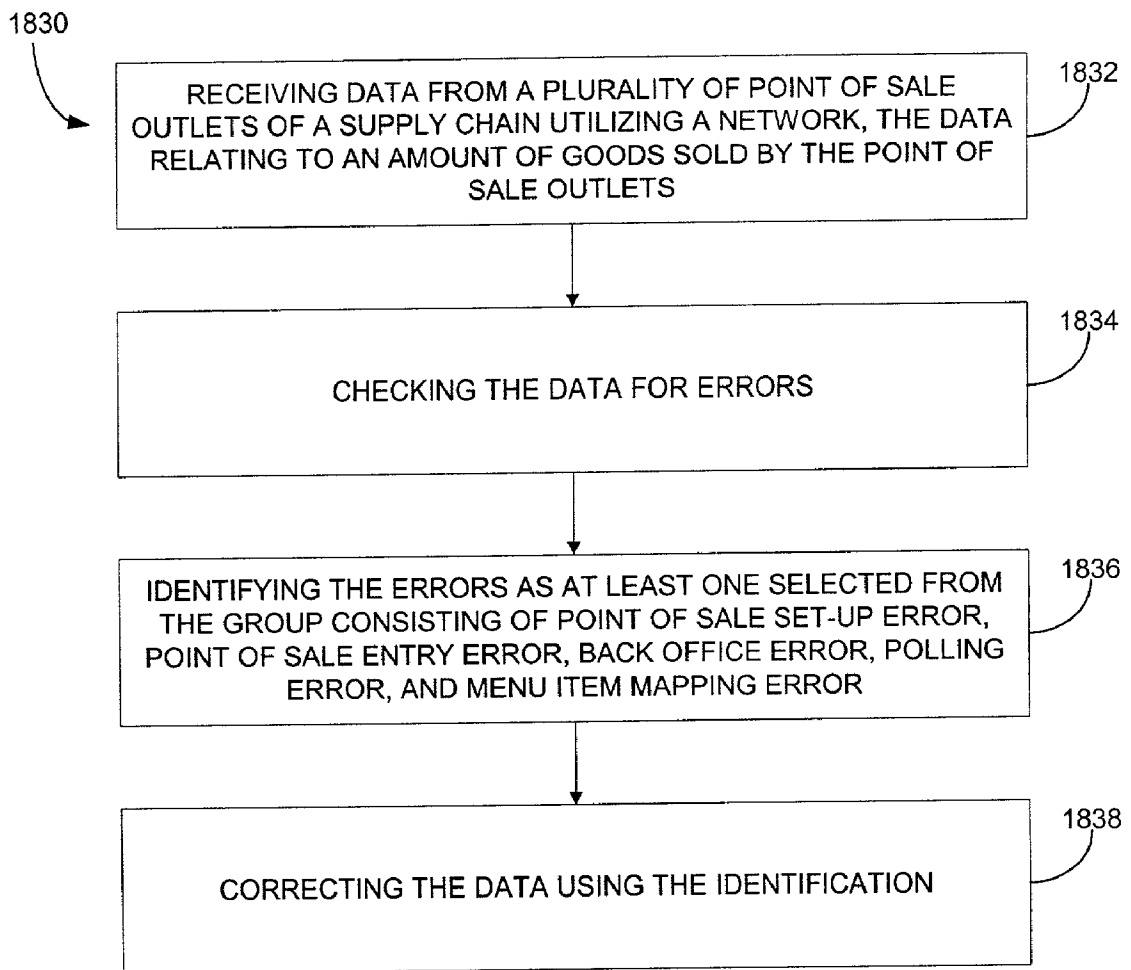 1830
1832
RECEIVING DATA FROM A PLURALITY OF POINT OF SALE
OUTLETS OF A SUPPLY CHAIN UTILIZING A NETWORK, THE DATA
RELATING TO AN AMOUNT OF GOODS SOLD BY THE POINT OF
SALE OUTLETS
1834
CHECKING THE DATA FOR ERRORS
1836
IDENTIFYING THE ERRORS AS AT LEAST ONE SELECTED FROM
THE GROUP CONSISTING OF POINT OF SALE SET-UP ERROR,
POINT OF SALE ENTRY ERROR, BACK OFFICE ERROR, POLLING
ERROR, AND MENU ITEM MAPPING ERROR
1838
CORRECTING THE DATA USING THE IDENTIFICATION